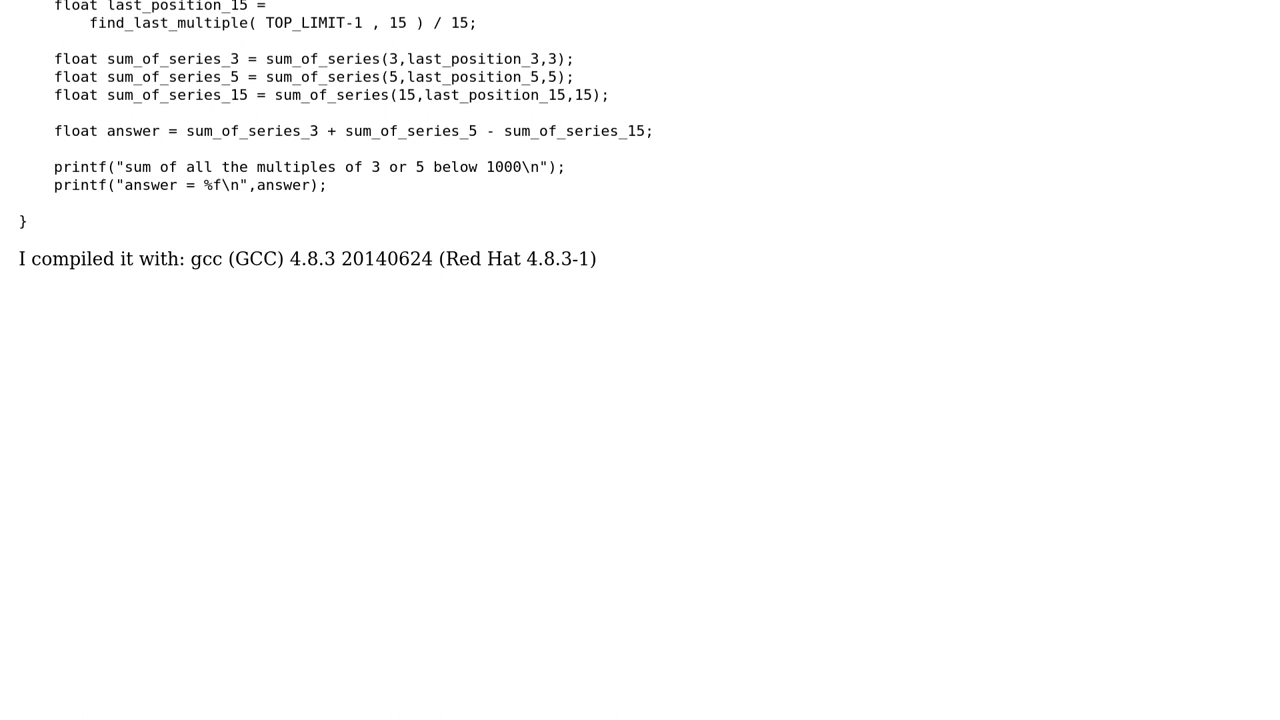 float last_position_15 =
find_last_multiple( TOP_LIMIT-1 , 15 ) / 15;
float sum_of_series_3 = sum_of_series(3,last_position_3,3);
float sum_of_series_5 = sum_of_series(5,last_position_5,5);
float sum_of_series_15 = sum_of_series(15,last_position_15,15);
float answer = sum_of_series_3 + sum_of_series_5 - sum_of_series_15;
printf("sum of all the multiples of 3 or 5 below 1000\n");
printf("answer = %f\n",answer);
}
I compiled it with: gcc (GCC) 4.8.3 20140624 (Red Hat 4.8.3-1)